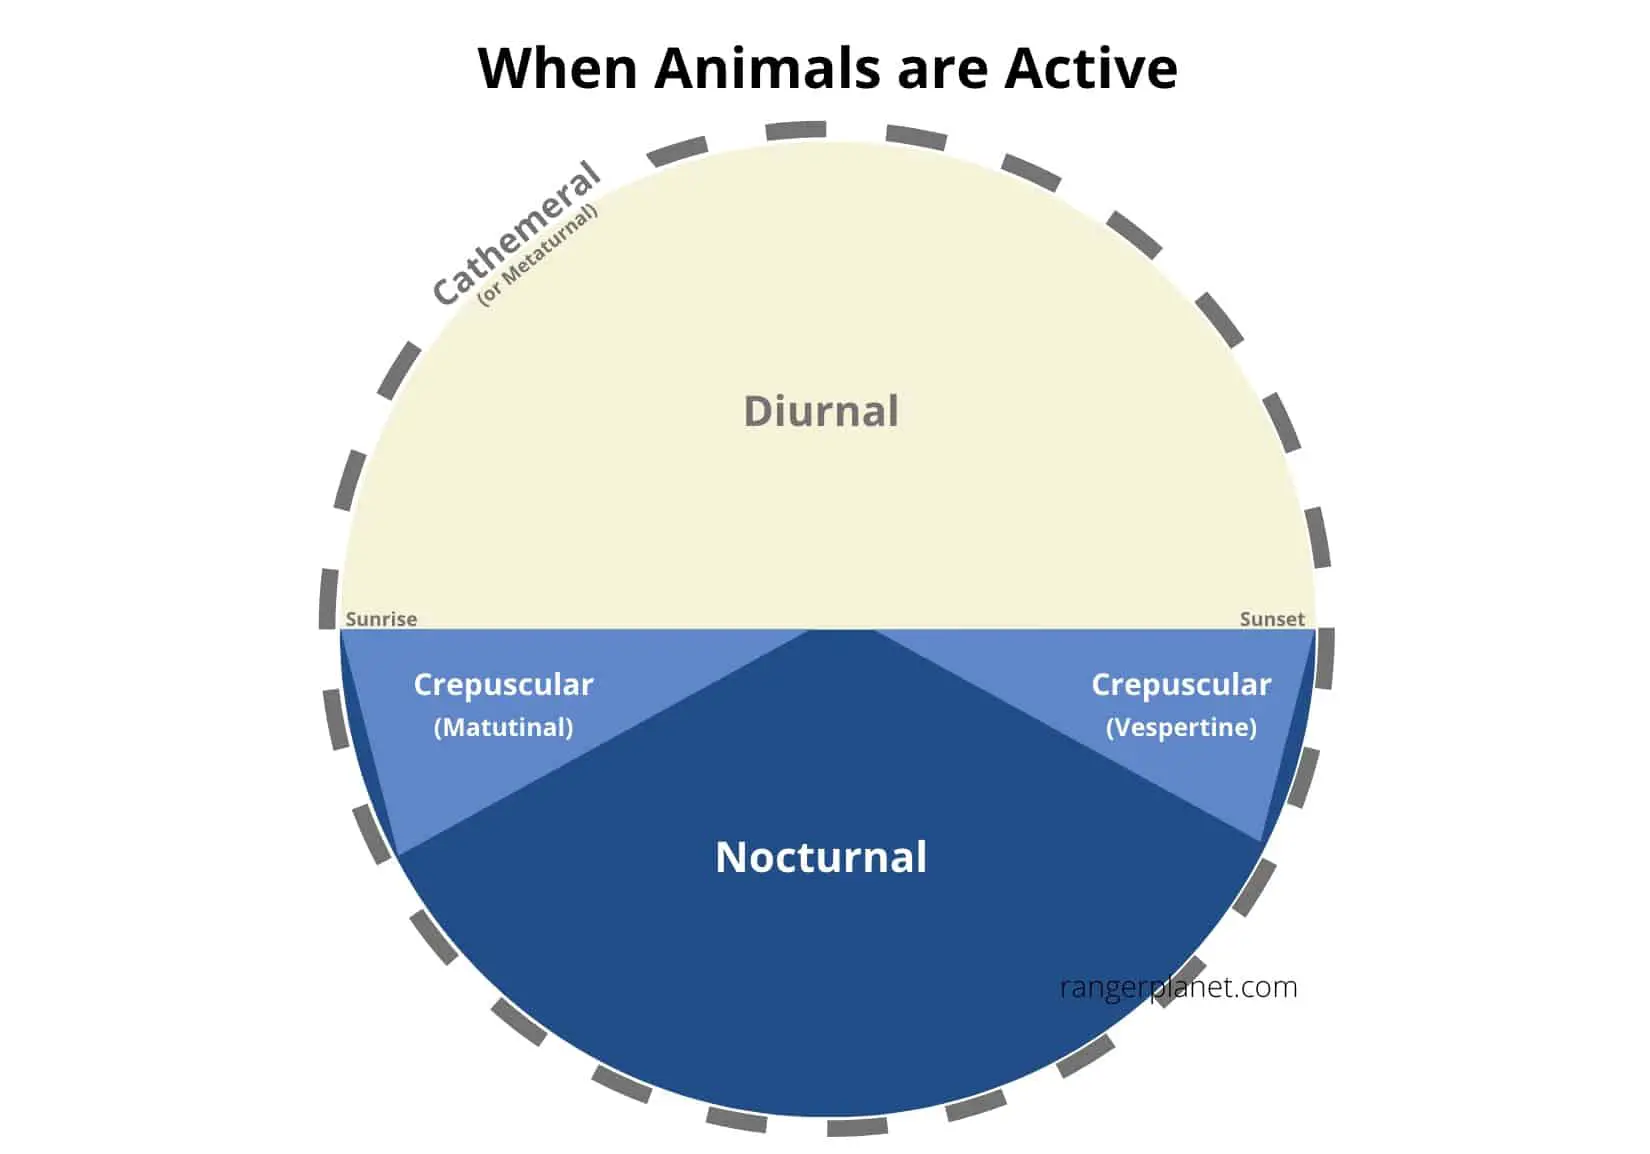 When Animals are Active
Cathemeral
(or Metaturnal)
Diurnal
Sunrise
Sunset
Crepuscular
(Matutinal)
Crepuscular
(Vespertine)
Nocturnal
rangerplanet.com